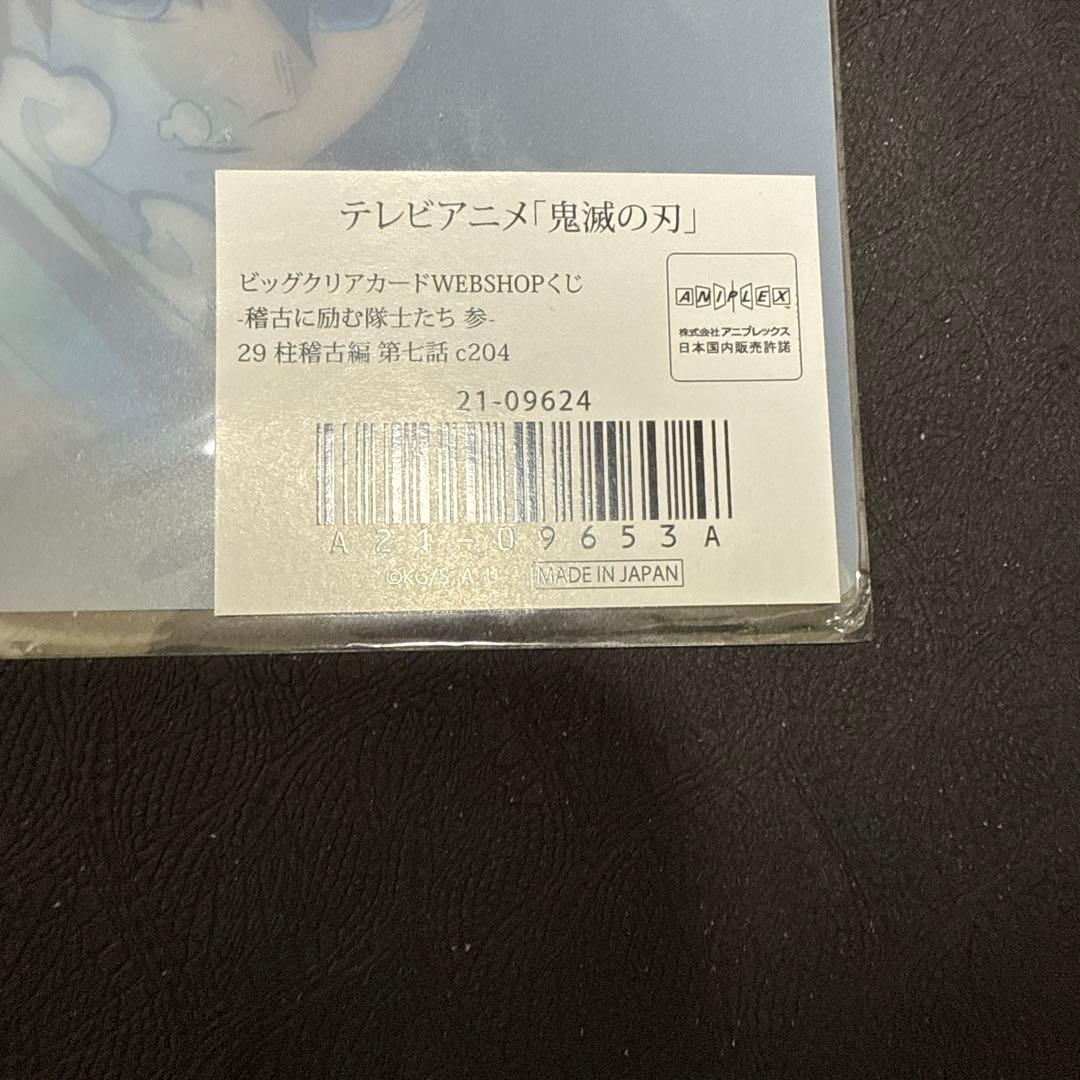 テレビアニメ「鬼滅の刃」
ビッグクリアカードWEBSHOPくじ
-稽古に励む隊士たち 参-
29 柱稽古編 第七話 c204
ANIPLEX™
株式会社アニプレックス
日本国内販売許諾
21-09624
A21-09653A
©KG/S, A, U
MADE IN JAPAN